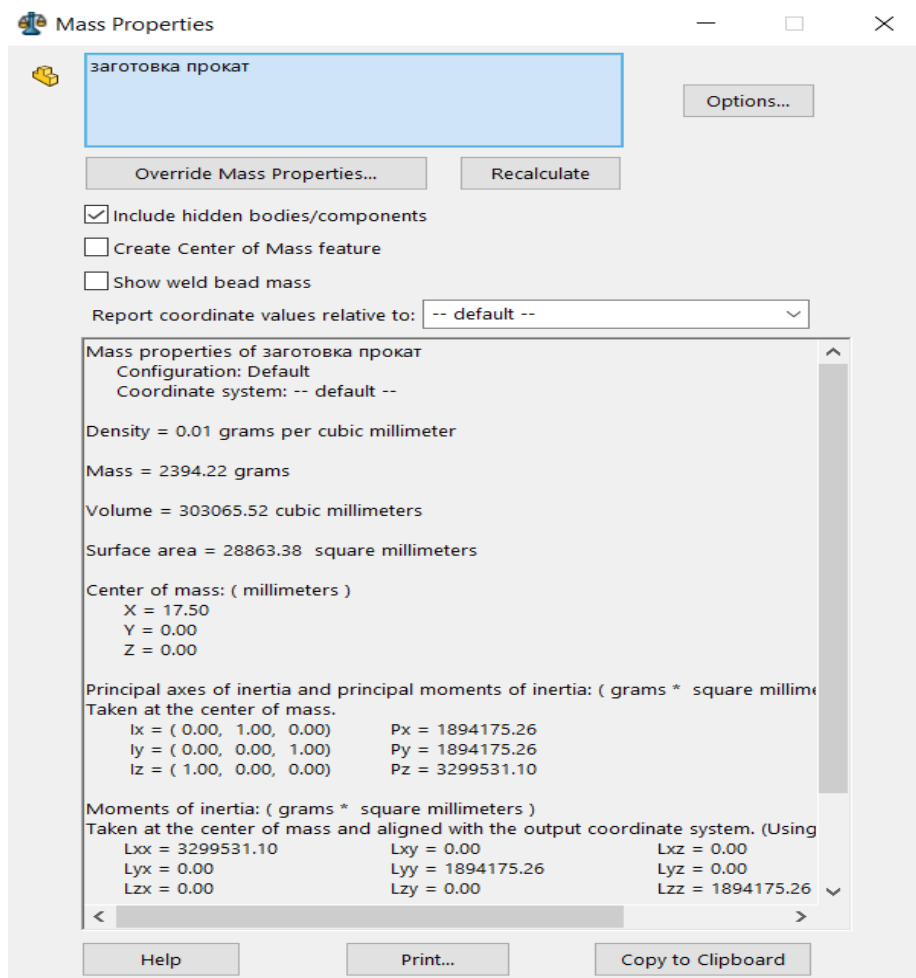 Mass Properties
заготовка прокат
Options...
Override Mass Properties...
Recalculate
Include hidden bodies/components
Create Center of Mass feature
Show weld bead mass
Report coordinate values relative to: -- default --
Mass properties of заготовка прокат
Configuration: Default
Coordinate system: -- default --
Density = 0.01 grams per cubic millimeter
Mass = 2394.22 grams
Volume = 303065.52 cubic millimeters
Surface area = 28863.38 square millimeters
Center of mass: ( millimeters )
X = 17.50
Y = 0.00
Z = 0.00
Principal axes of inertia and principal moments of inertia: ( grams * square millime
Taken at the center of mass.
Ix = ( 0.00, 1.00, 0.00) Px = 1894175.26
Iy = ( 0.00, 0.00, 1.00) Py = 1894175.26
Iz = ( 1.00, 0.00, 0.00) Pz = 3299531.10
Moments of inertia: ( grams * square millimeters )
Taken at the center of mass and aligned with the output coordinate system. (Using
Lxx = 3299531.10 Lxy = 0.00 Lxz = 0.00
Lyx = 0.00 Lyy = 1894175.26 Lyz = 0.00
Lzx = 0.00 Lzy = 0.00 Lzz = 1894175.26
Help
Print...
Copy to Clipboard